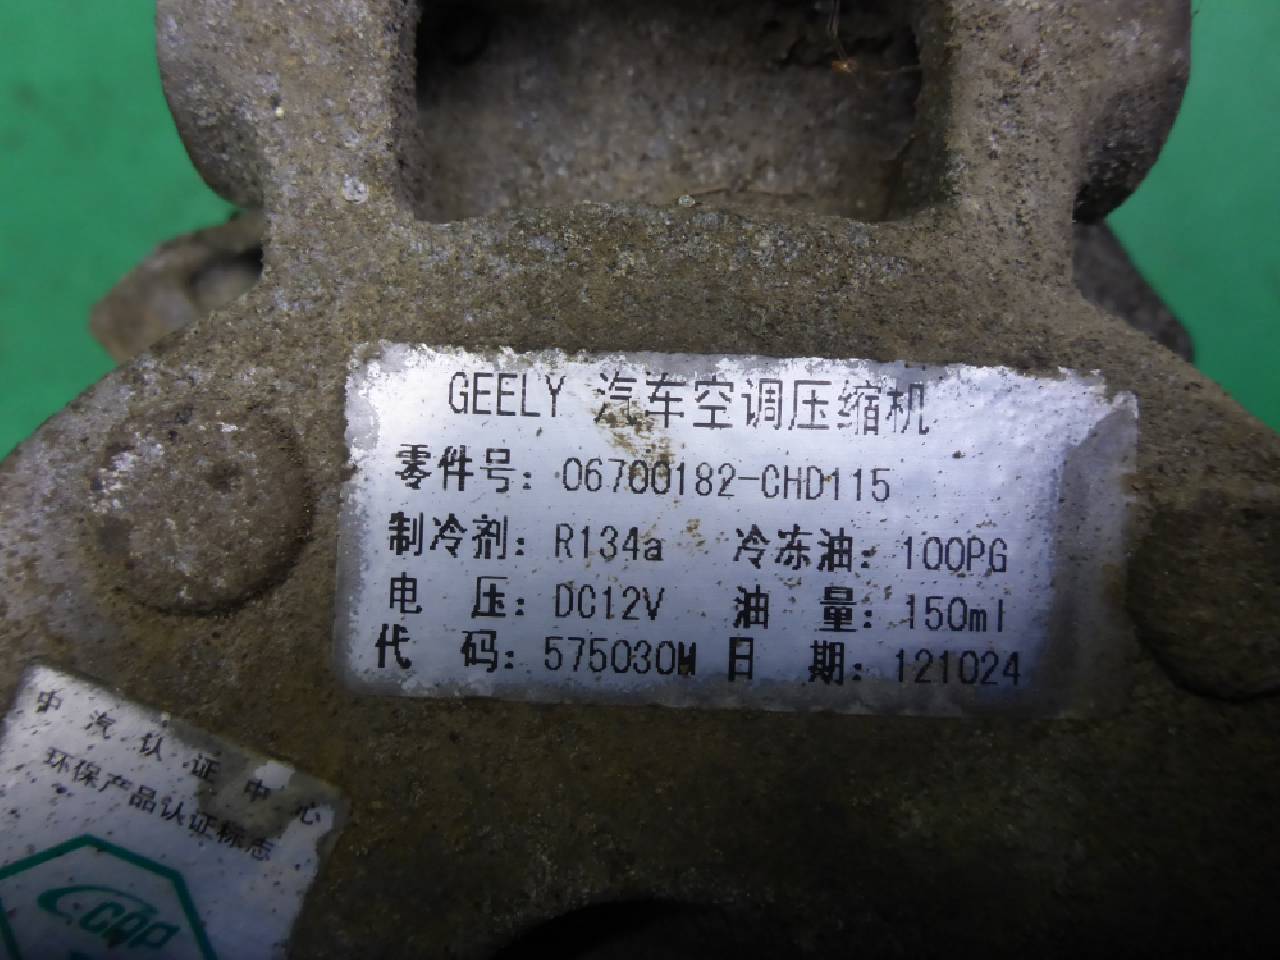 GEELY 汽车空调压缩机
零件号: 06700182-CHD115
制冷剂: R134a 冷冻油: 100PG
电 压: DC12V 油 量: 150ml
代 码: 575030M 日 期: 121024
中汽认证中心
环保产品认证标志
CQP